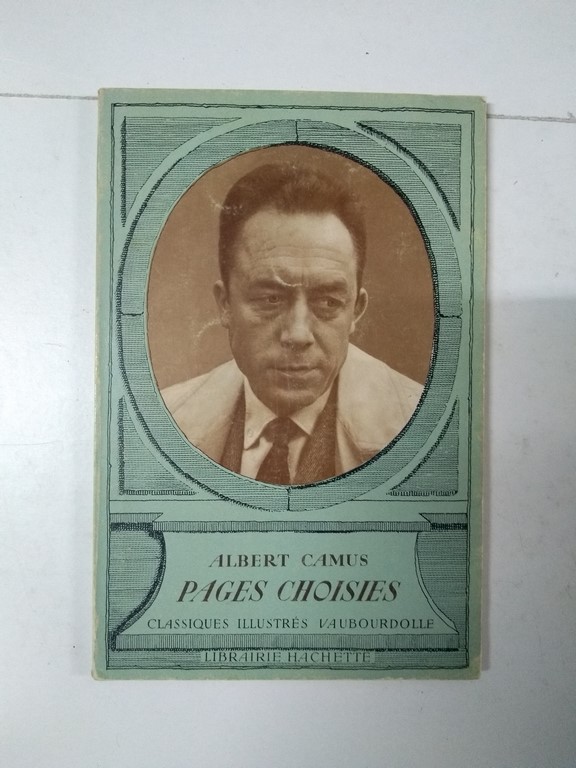 ALBERT CAMUS
PAGES CHOISIES
CLASSIQUES ILLUSTRÉS VAUBOURDOLLE
LIBRAIRIE HACHETTE